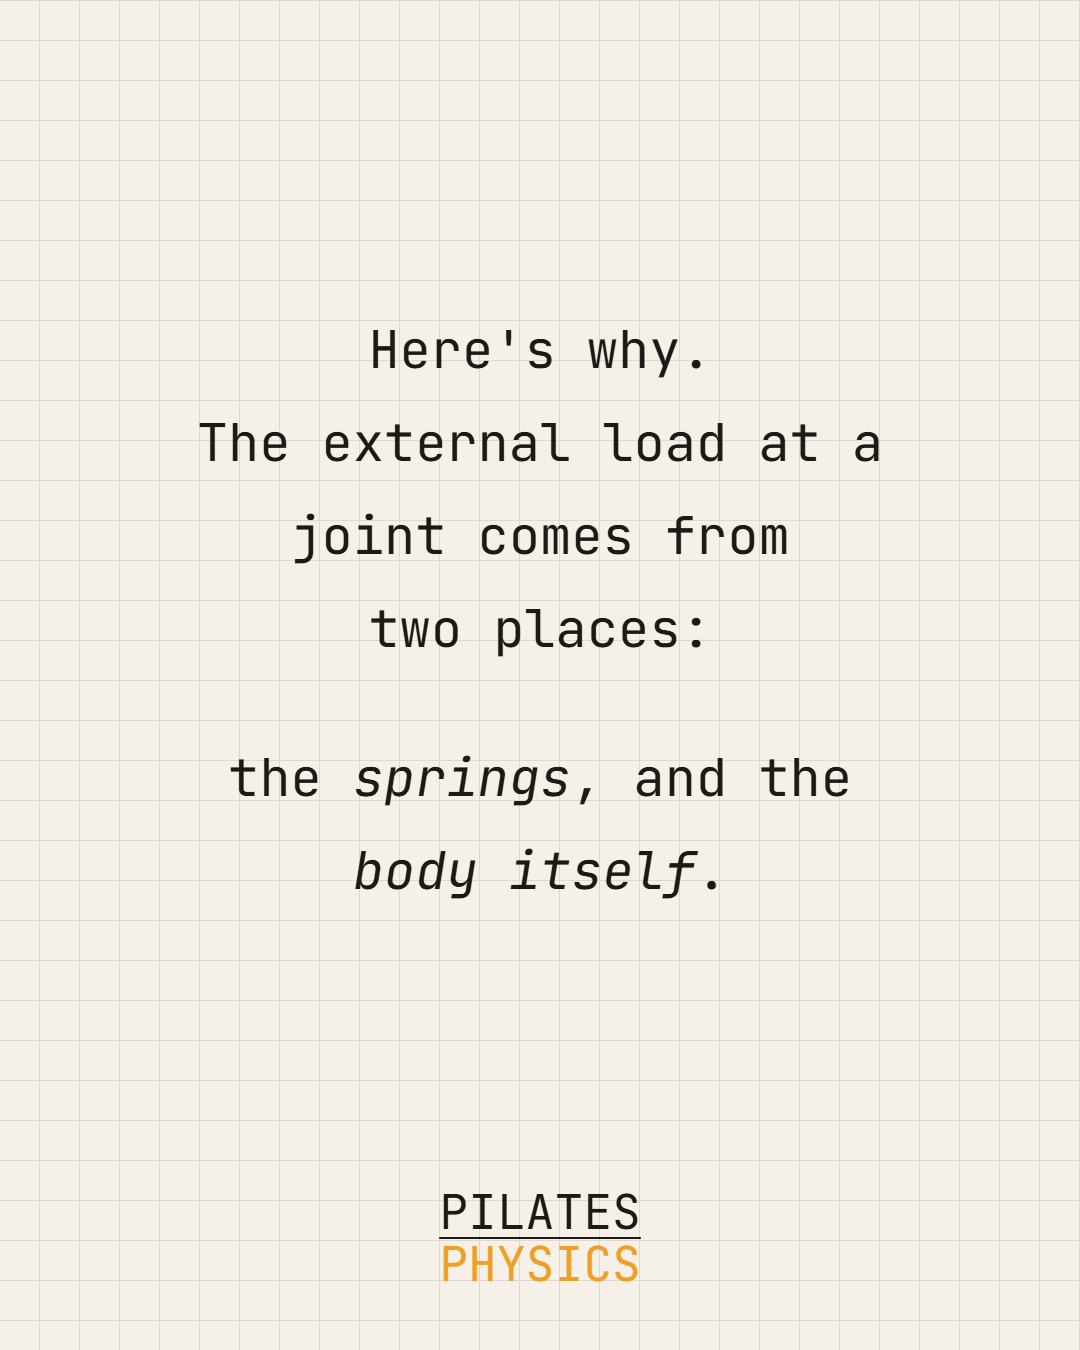 Here's why.
The external load at a
joint comes from
two places:
the springs, and the
body itself.
PILATES
PHYSICS